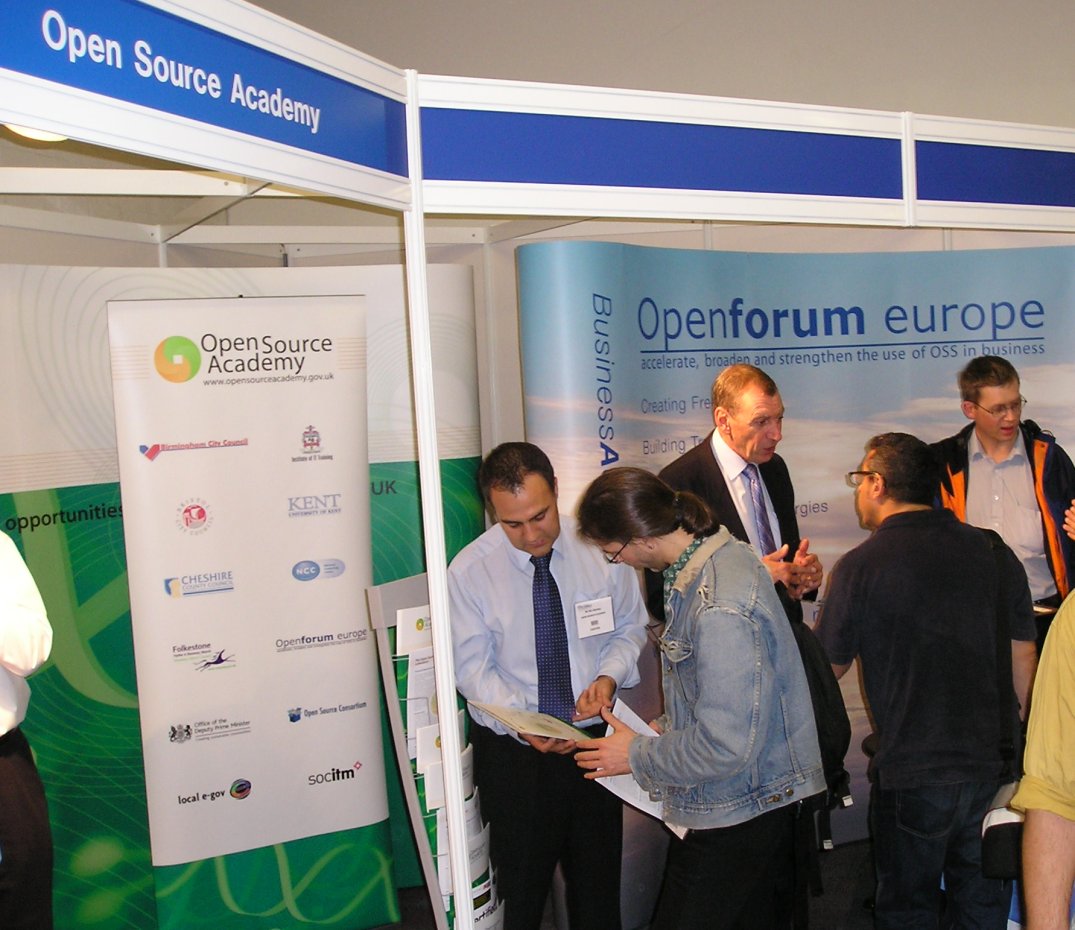 Open Source Academy
Open Source
Academy
www.opensourceacademy.gov.uk
Birmingham City Council
Institute of IT Training
KENT
UNIVERSITY OF KENT
CHESHIRE
COUNTY COUNCIL
NCC
Folkestone
Openforum europe
Office of the
Deputy Prime Minister
Open Source Consortium
local e-gov
socitm
opportunities
UK
BusinessA
Openforum europe
accelerate, broaden and strengthen the use of OSS in business
Creating Fre
Building T
rgies